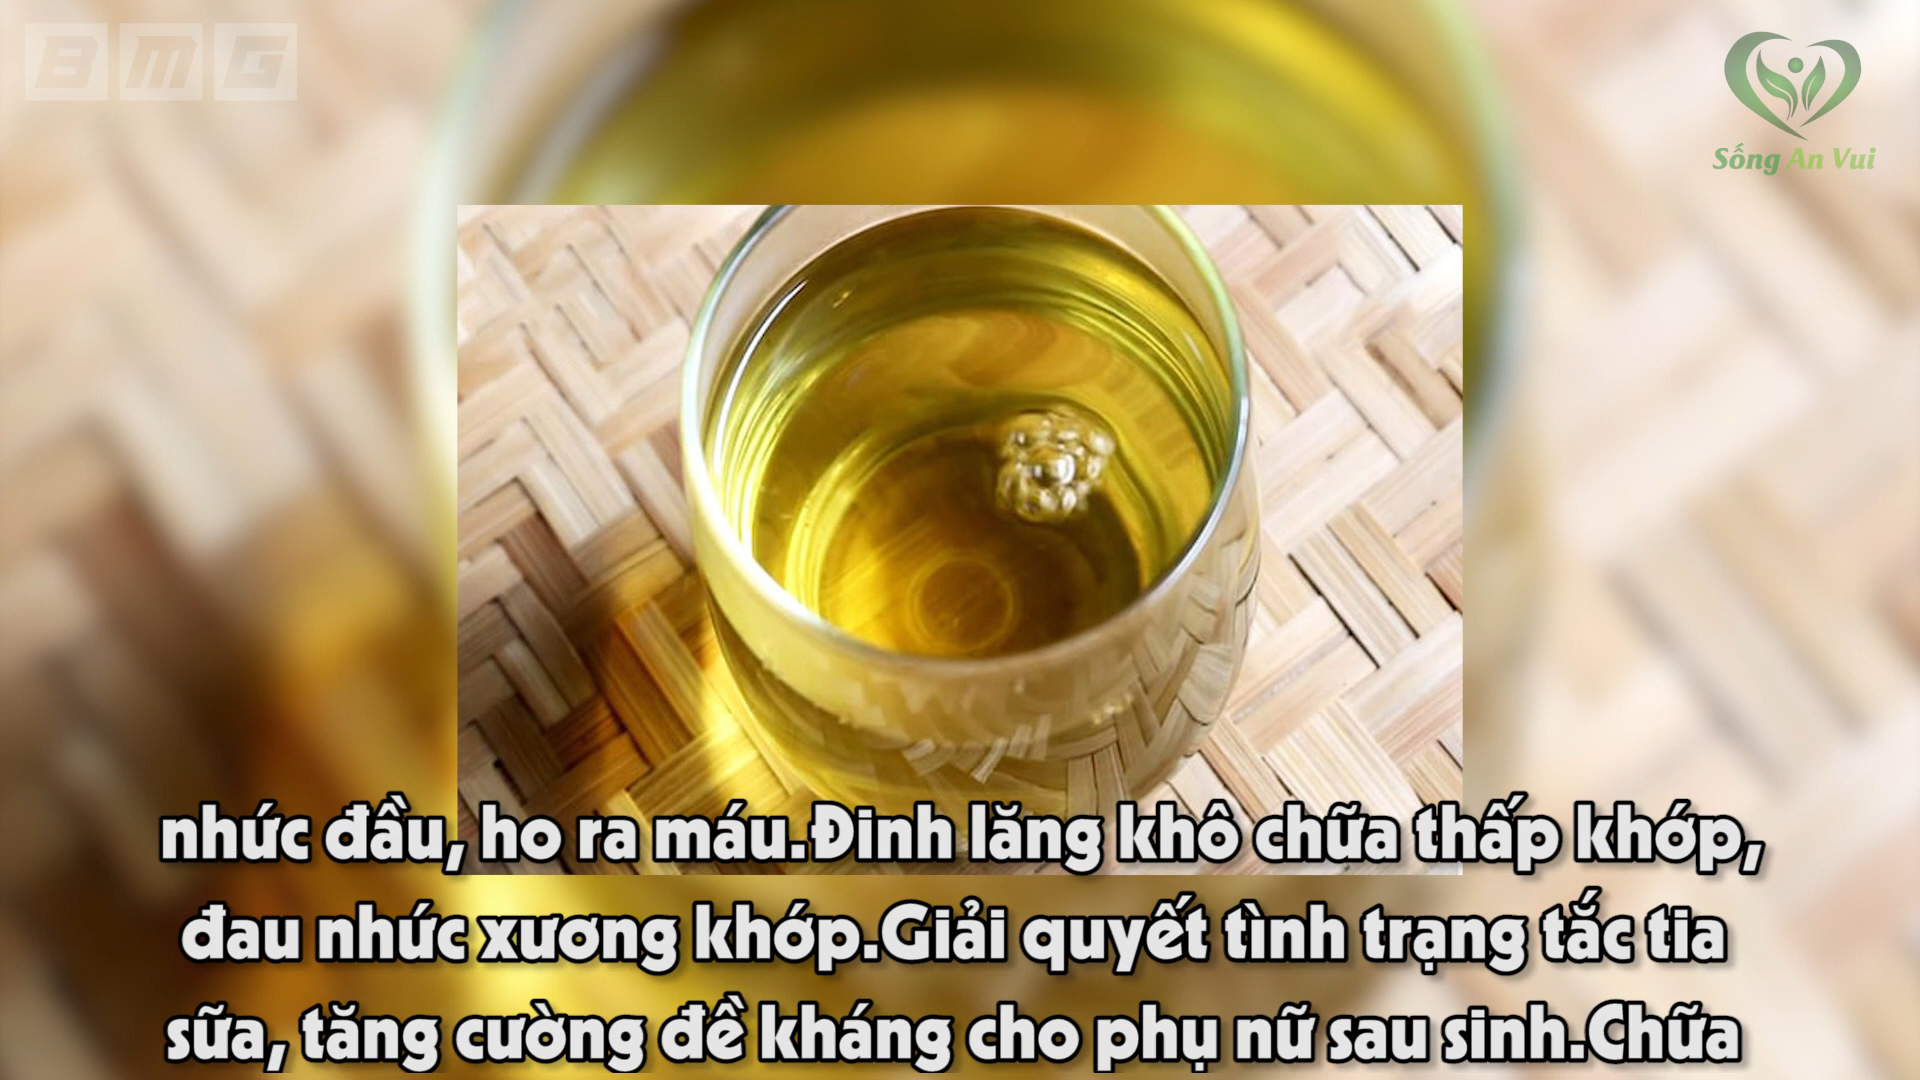 BMG
Sống An Vui
nhức đầu, ho ra máu.Đinh lăng khô chữa thấp khớp,
đau nhức xương khớp.Giải quyết tình trạng tắc tia
sữa, tăng cường đề kháng cho phụ nữ sau sinh.Chữa